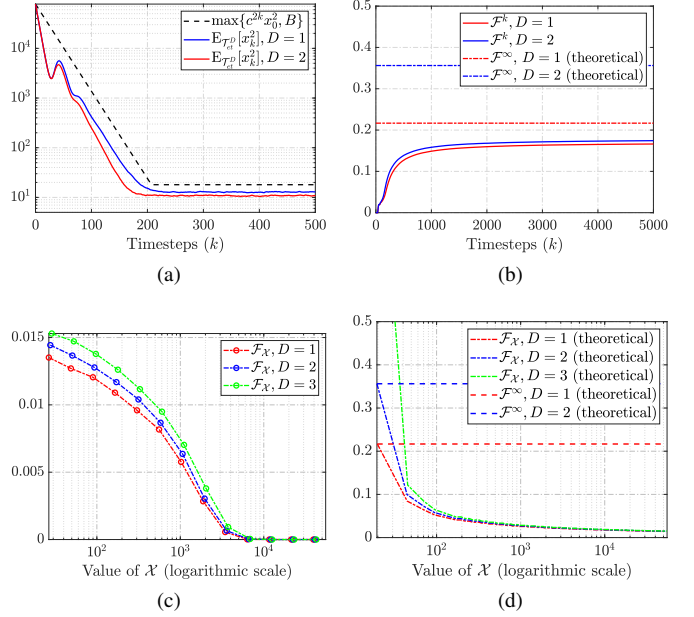 max{c^{2k}x_0^2, B}
E_{𝒯_{et}^D}[x_k^2], D = 1
E_{𝒯_{et}^D}[x_k^2], D = 2
10^4
10^3
10^2
10^1
0 100 200 300 400 500
Timesteps (k)
(a)
ℱ^k, D = 1
ℱ^k, D = 2
ℱ^∞, D = 1 (theoretical)
ℱ^∞, D = 2 (theoretical)
0.5
0.4
0.3
0.2
0.1
0
0 1000 2000 3000 4000 5000
Timesteps (k)
(b)
ℱ_𝒳, D = 1
ℱ_𝒳, D = 2
ℱ_𝒳, D = 3
0.015
0.01
0.005
0
10^2 10^3 10^4
Value of 𝒳 (logarithmic scale)
(c)
ℱ_𝒳, D = 1 (theoretical)
ℱ_𝒳, D = 2 (theoretical)
ℱ_𝒳, D = 3 (theoretical)
ℱ^∞, D = 1 (theoretical)
ℱ^∞, D = 2 (theoretical)
0.5
0.4
0.3
0.2
0.1
0
10^2 10^3 10^4
Value of 𝒳 (logarithmic scale)
(d)